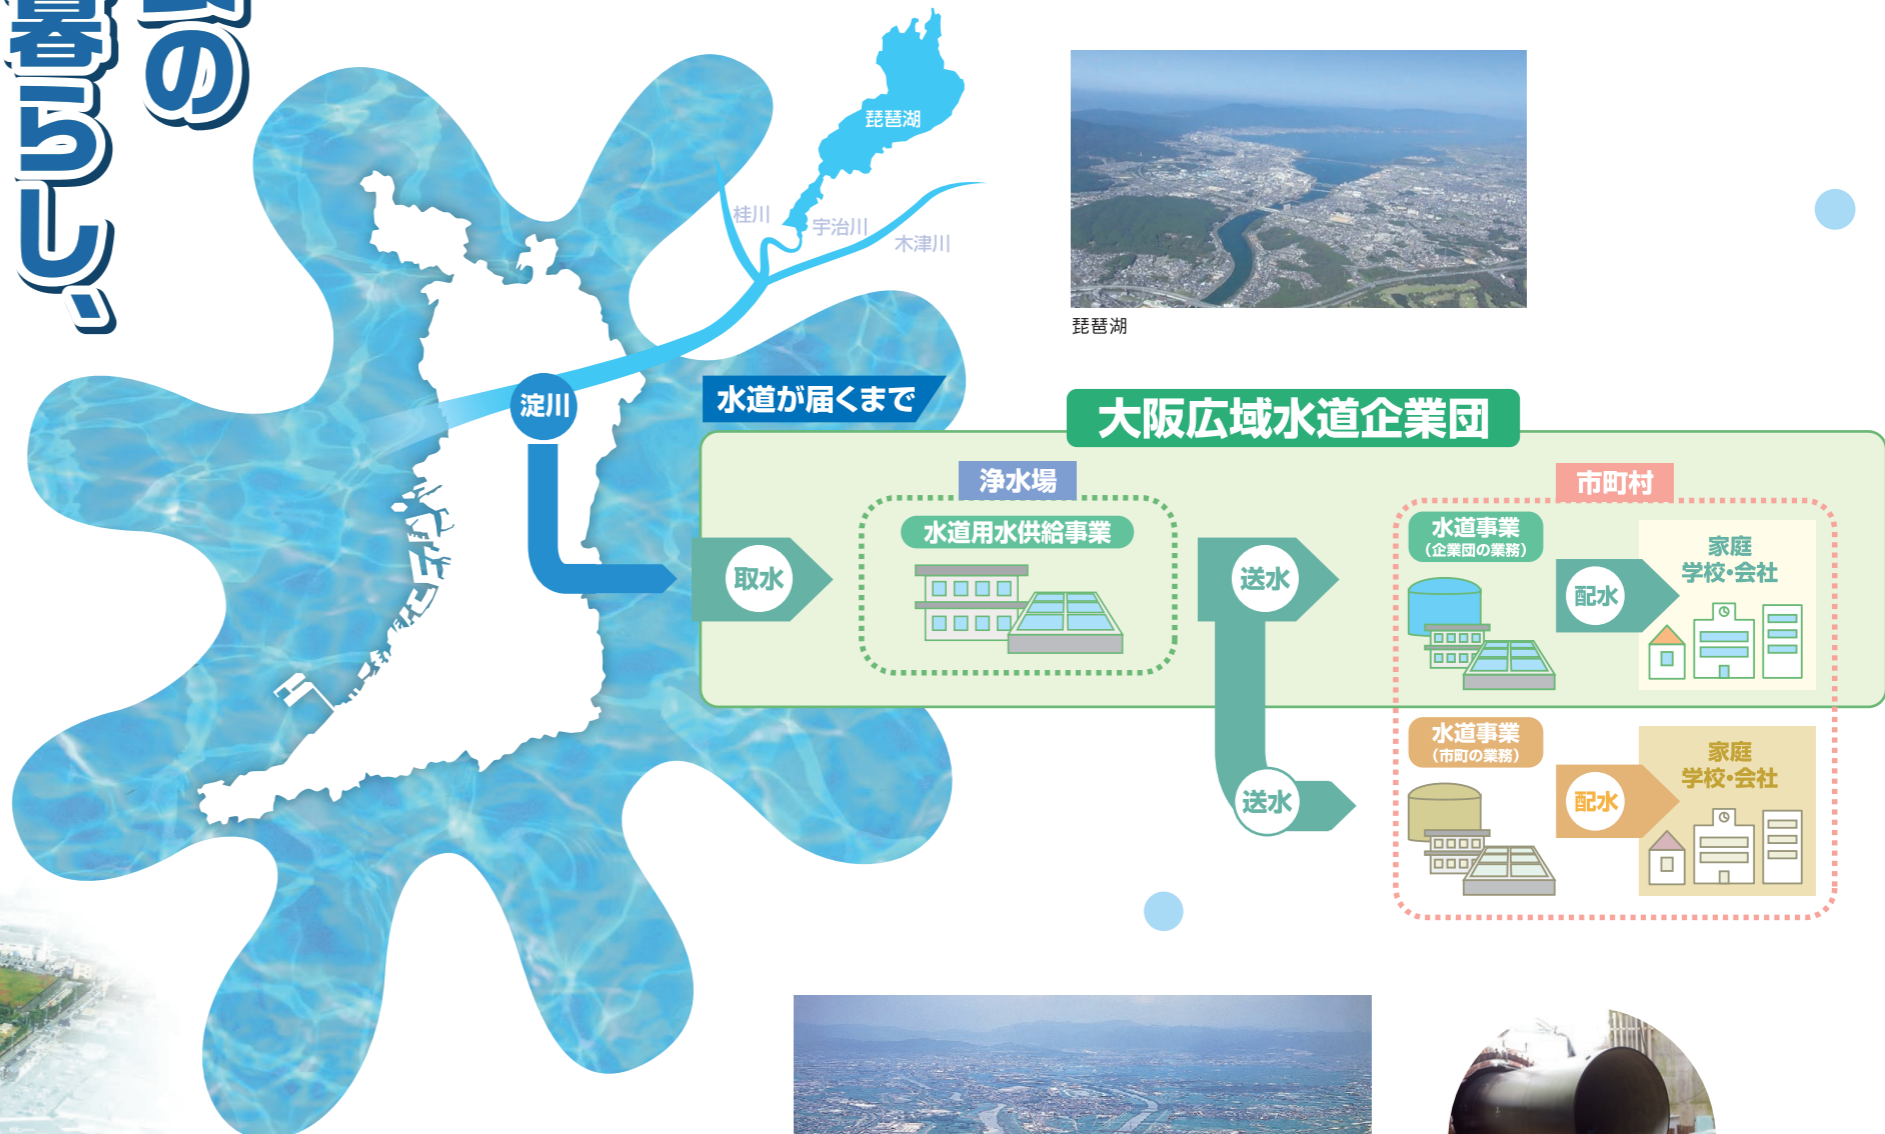 の
暮らし、
琵琶湖
桂川
宇治川
木津川
淀川
琵琶湖
水道が届くまで
大阪広域水道企業団
浄水場
水道用水供給事業
取水
送水
市町村
水道事業
（企業団の業務）
配水
家庭
学校・会社
送水
水道事業
（市町の業務）
配水
家庭
学校・会社